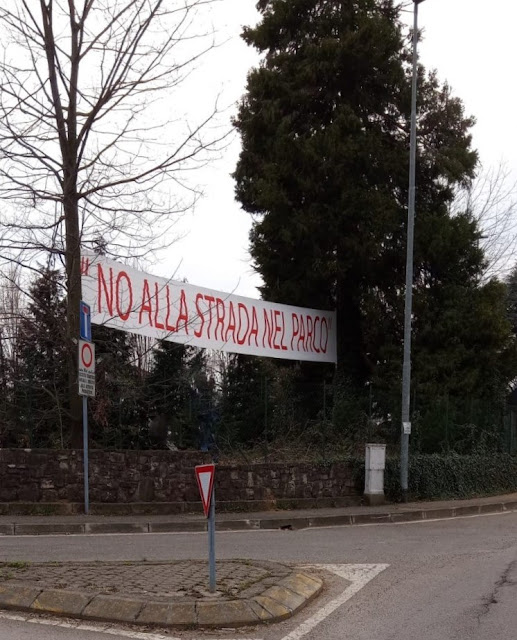 "NO ALLA STRADA NEL PARCO"